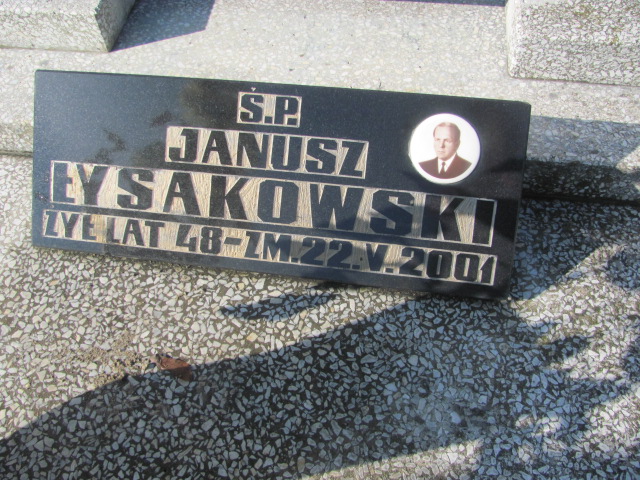 Ś.P.
JANUSZ
ŁYSAKOWSKI
ŻYŁ LAT 48-ZM.22.V.2001